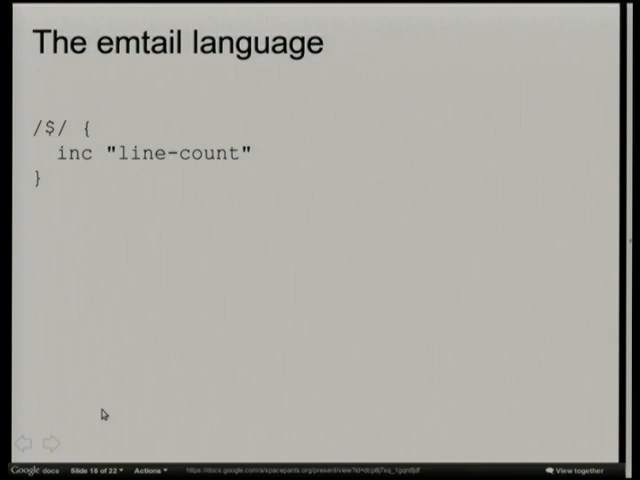 The emtail language
/$/ {
inc "line-count"
}
Google docs Slide 18 of 22 Actions View together